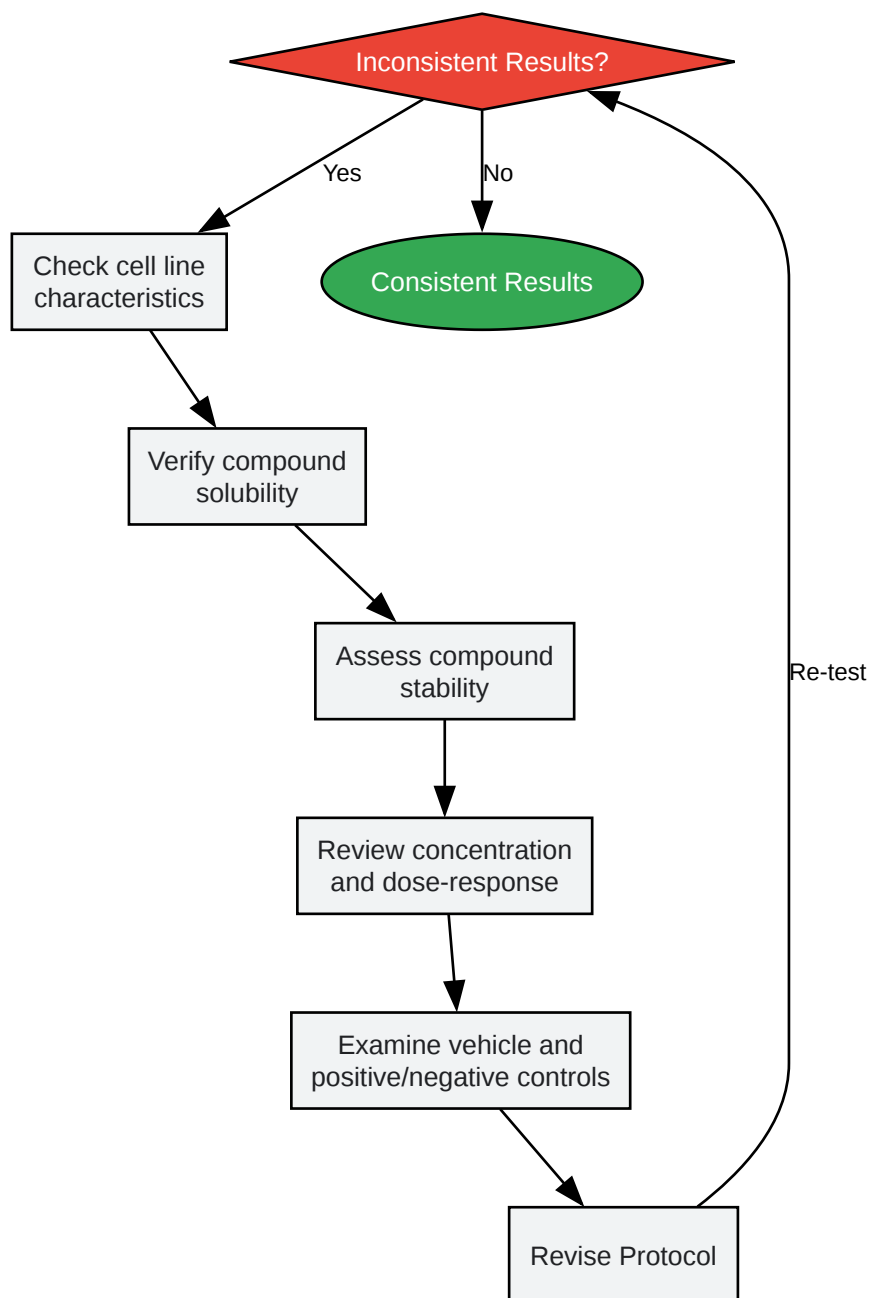 Inconsistent Results?
Yes
No
Check cell line
characteristics
Consistent Results
Verify compound
solubility
Assess compound
stability
Re-test
Review concentration
and dose-response
Examine vehicle and
positive/negative controls
Revise Protocol